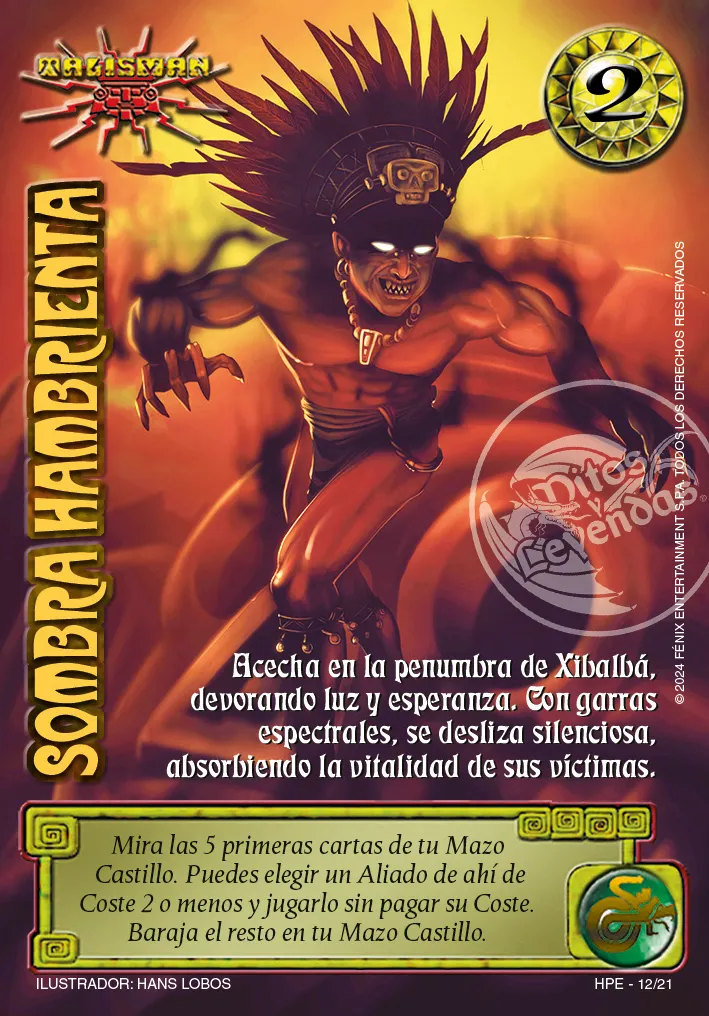 TALISMAN
2
SOMBRA HAMBRIENTA
Mitos
y
Leyendas®
Acecha en la penumbra de Xibalbá,
devorando luz y esperanza. Con garras
espectrales, se desliza silenciosa,
absorbiendo la vitalidad de sus víctimas.
© 2024 FÉNIX ENTERTAINMENT S.P.A. TODOS LOS DERECHOS RESERVADOS
Mira las 5 primeras cartas de tu Mazo
Castillo. Puedes elegir un Aliado de ahí de
Coste 2 o menos y jugarlo sin pagar su Coste.
Baraja el resto en tu Mazo Castillo.
ILUSTRADOR: HANS LOBOS
HPE - 12/21